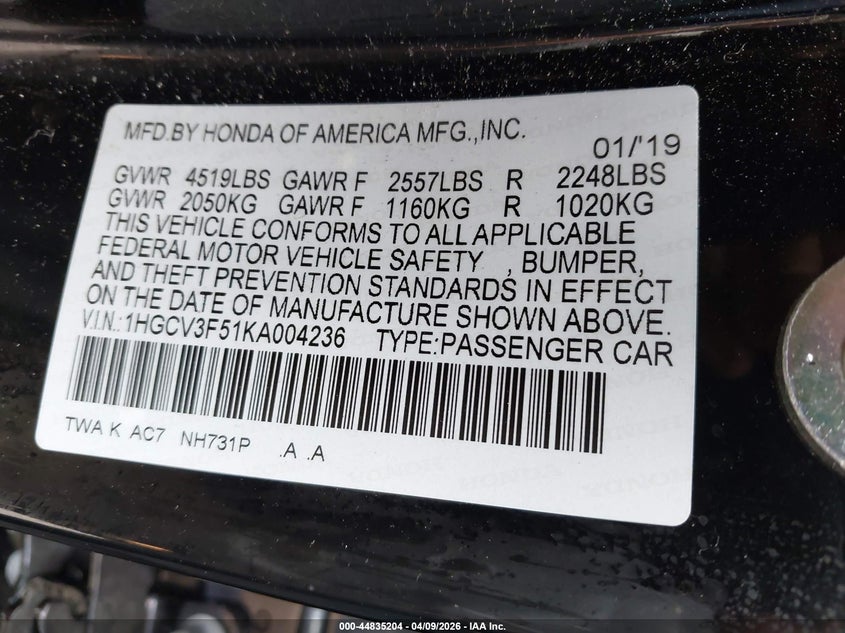 MFD.BY HONDA OF AMERICA MFG.,INC.
01/'19
GVWR 4519LBS GAWR F 2557LBS R 2248LBS
GVWR 2050KG GAWR F 1160KG R 1020KG
THIS VEHICLE CONFORMS TO ALL APPLICABLE
FEDERAL MOTOR VEHICLE SAFETY , BUMPER,
AND THEFT PREVENTION STANDARDS IN EFFECT
ON THE DATE OF MANUFACTURE SHOWN ABOVE.
V.I.N.:1HGCV3F51KA004236 TYPE:PASSENGER CAR
TWA K AC7 NH731P .A .A
000-44835204 | 04/09/2026 | IAA Inc.